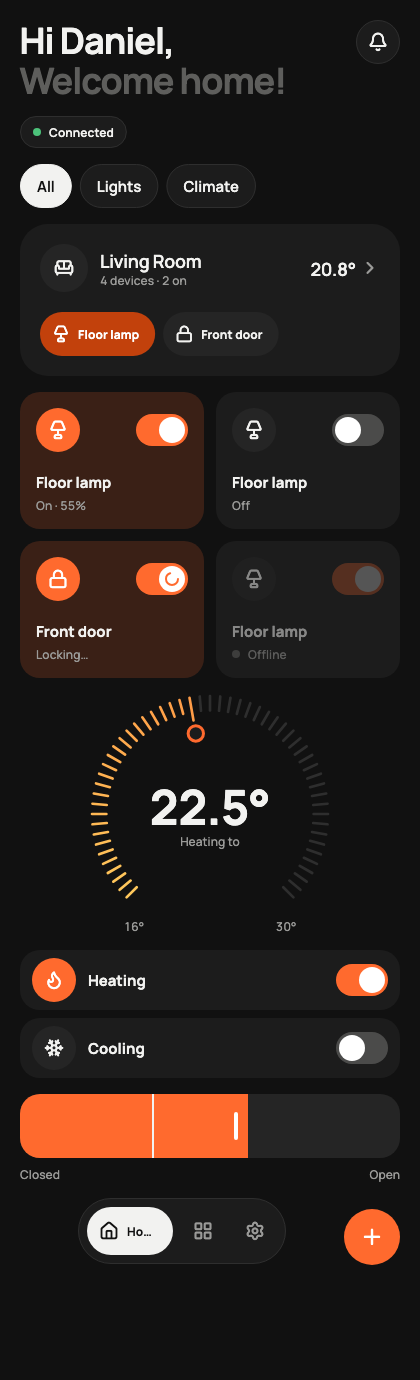 Hi Daniel,
Welcome home!
Connected
All
Lights
Climate
Living Room
4 devices · 2 on
20.8°
Floor lamp
Front door
Floor lamp
On · 55%
Floor lamp
Off
Front door
Locking…
Floor lamp
Offline
22.5°
Heating to
16°
30°
Heating
Cooling
Closed
Open
Ho…